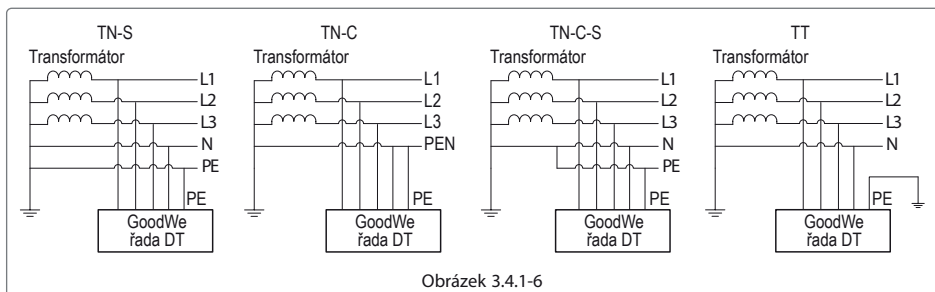 TN-S
Transformátor
L1
L2
L3
N
PE
PE
GoodWe
řada DT
TN-C
Transformátor
L1
L2
L3
PEN
PE
GoodWe
řada DT
TN-C-S
Transformátor
L1
L2
L3
N
PE
PE
GoodWe
řada DT
TT
Transformátor
L1
L2
L3
N
PE
GoodWe
řada DT
Obrázek 3.4.1-6